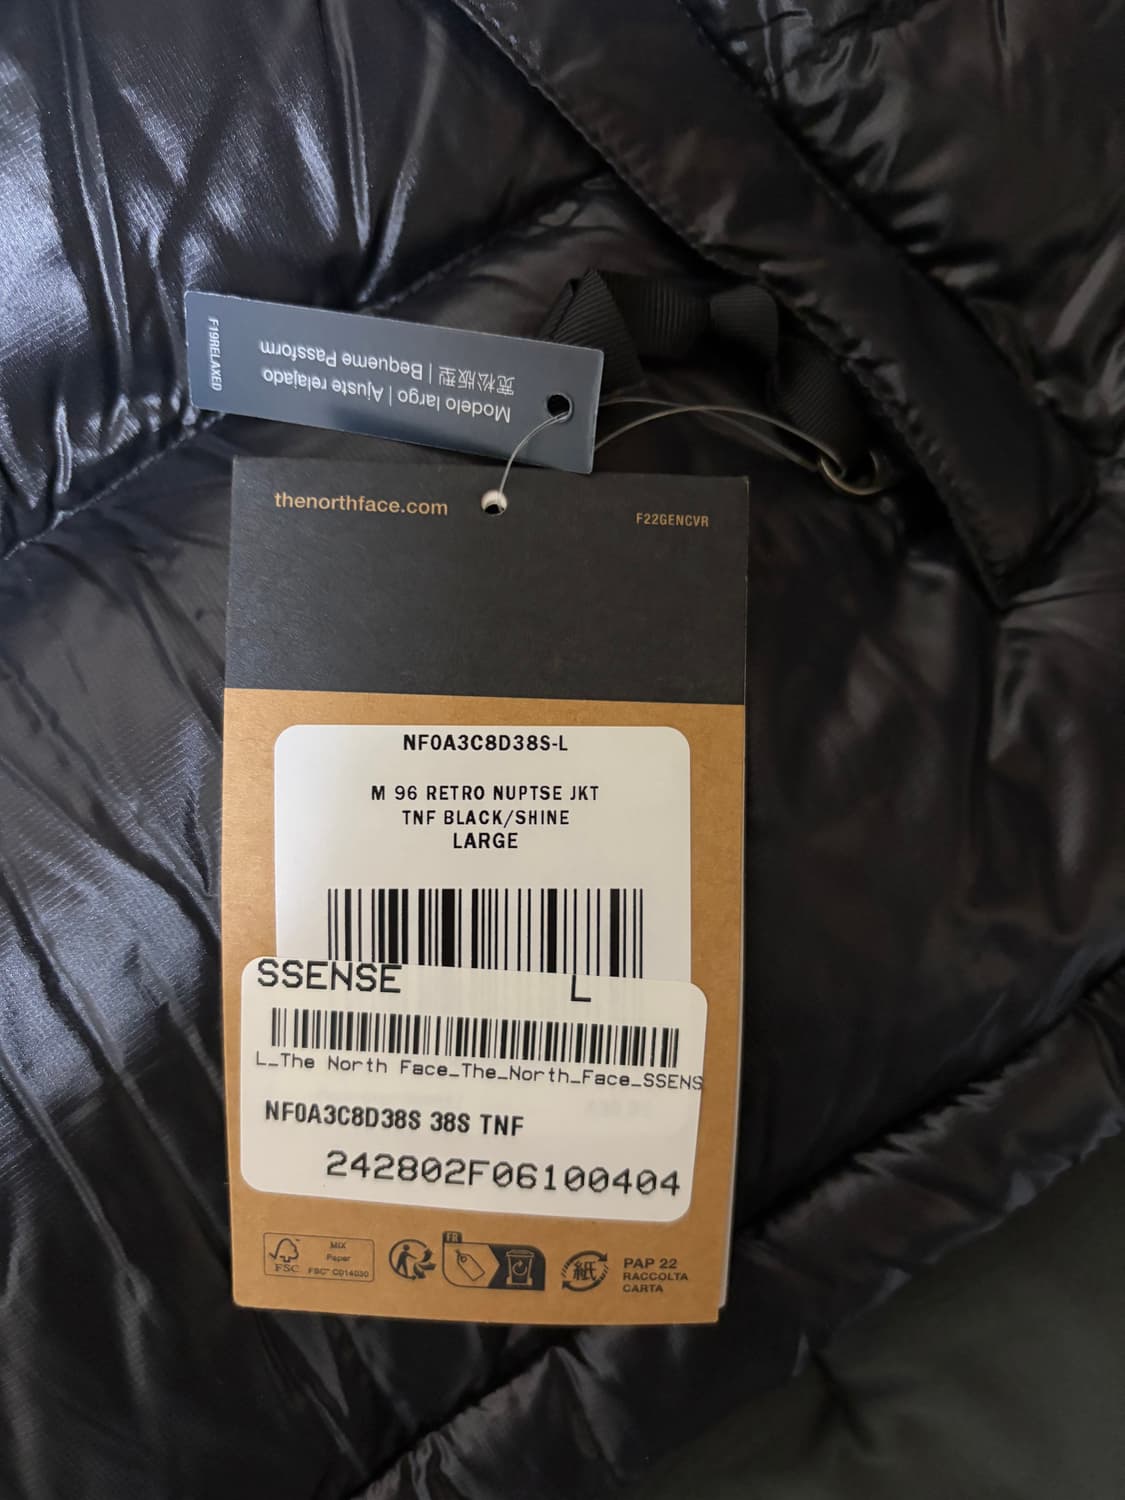 Modelo largo | Ajuste relajado
宽松版型 | Bequeme Passform
F19RELAXED
thenorthface.com
F22GENCVR
NF0A3C8D38S-L
M 96 RETRO NUPTSE JKT
TNF BLACK/SHINE
LARGE
SSENSE L
L_The North Face_The_North_Face_SSENS
NF0A3C8D38S 38S TNF
242802F06100404
FSC
MIX
Paper
FSC® C014030
FR
紙
PAP 22
RACCOLTA
CARTA